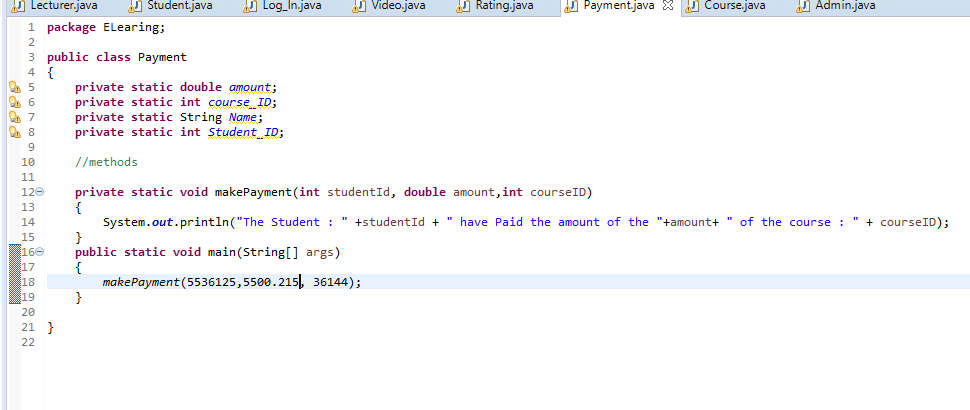 Lecturer.java Student.java Log_In.java Video.java Rating.java Payment.java Course.java Admin.java
1 package ELearing;
2
3 public class Payment
4 {
5 private static double amount;
6 private static int course_ID;
7 private static String Name;
8 private static int Student_ID;
9
10 //methods
11
12 private static void makePayment(int studentId, double amount,int courseID)
13 {
14 System.out.println("The Student : " +studentId + " have Paid the amount of the "+amount+ " of the course : " + courseID);
15 }
16 public static void main(String[] args)
17 {
18 makePayment(5536125,5500.215, 36144);
19 }
20
21 }
22